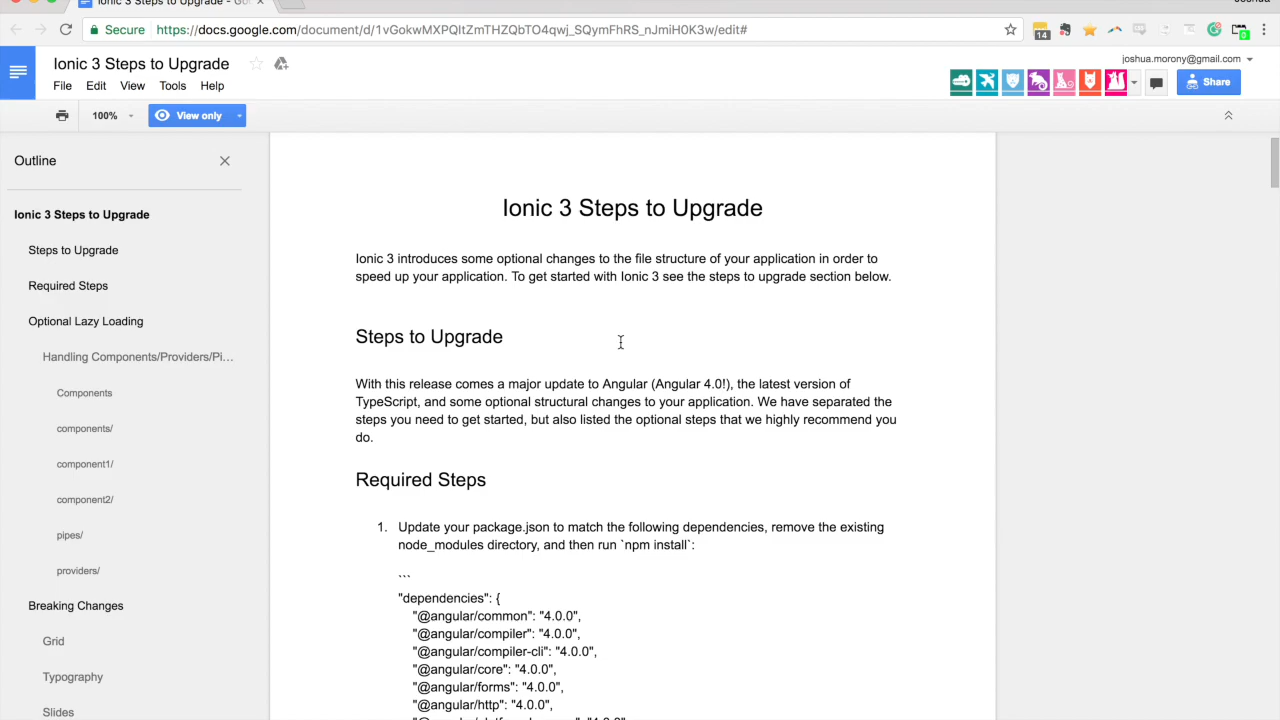 Ionic 3 Steps to Upgrade - Go
Secure
https://docs.google.com/document/d/1vGokwMXPQItZmTHZQbTO4qwj_SQymFhRS_nJmiH0K3w/edit#
14
0
Ionic 3 Steps to Upgrade
joshua.morony@gmail.com
File Edit View Tools Help
Share
100%
View only
Outline
Ionic 3 Steps to Upgrade
Steps to Upgrade
Required Steps
Optional Lazy Loading
Handling Components/Providers/Pi…
Components
components/
component1/
component2/
pipes/
providers/
Breaking Changes
Grid
Typography
Slides
Ionic 3 Steps to Upgrade
Ionic 3 introduces some optional changes to the file structure of your application in order to
speed up your application. To get started with Ionic 3 see the steps to upgrade section below.
Steps to Upgrade
With this release comes a major update to Angular (Angular 4.0!), the latest version of
TypeScript, and some optional structural changes to your application. We have separated the
steps you need to get started, but also listed the optional steps that we highly recommend you
do.
Required Steps
1. Update your package.json to match the following dependencies, remove the existing
node_modules directory, and then run `npm install`:
```
"dependencies": {
"@angular/common": "4.0.0",
"@angular/compiler": "4.0.0",
"@angular/compiler-cli": "4.0.0",
"@angular/core": "4.0.0",
"@angular/forms": "4.0.0",
"@angular/http": "4.0.0",